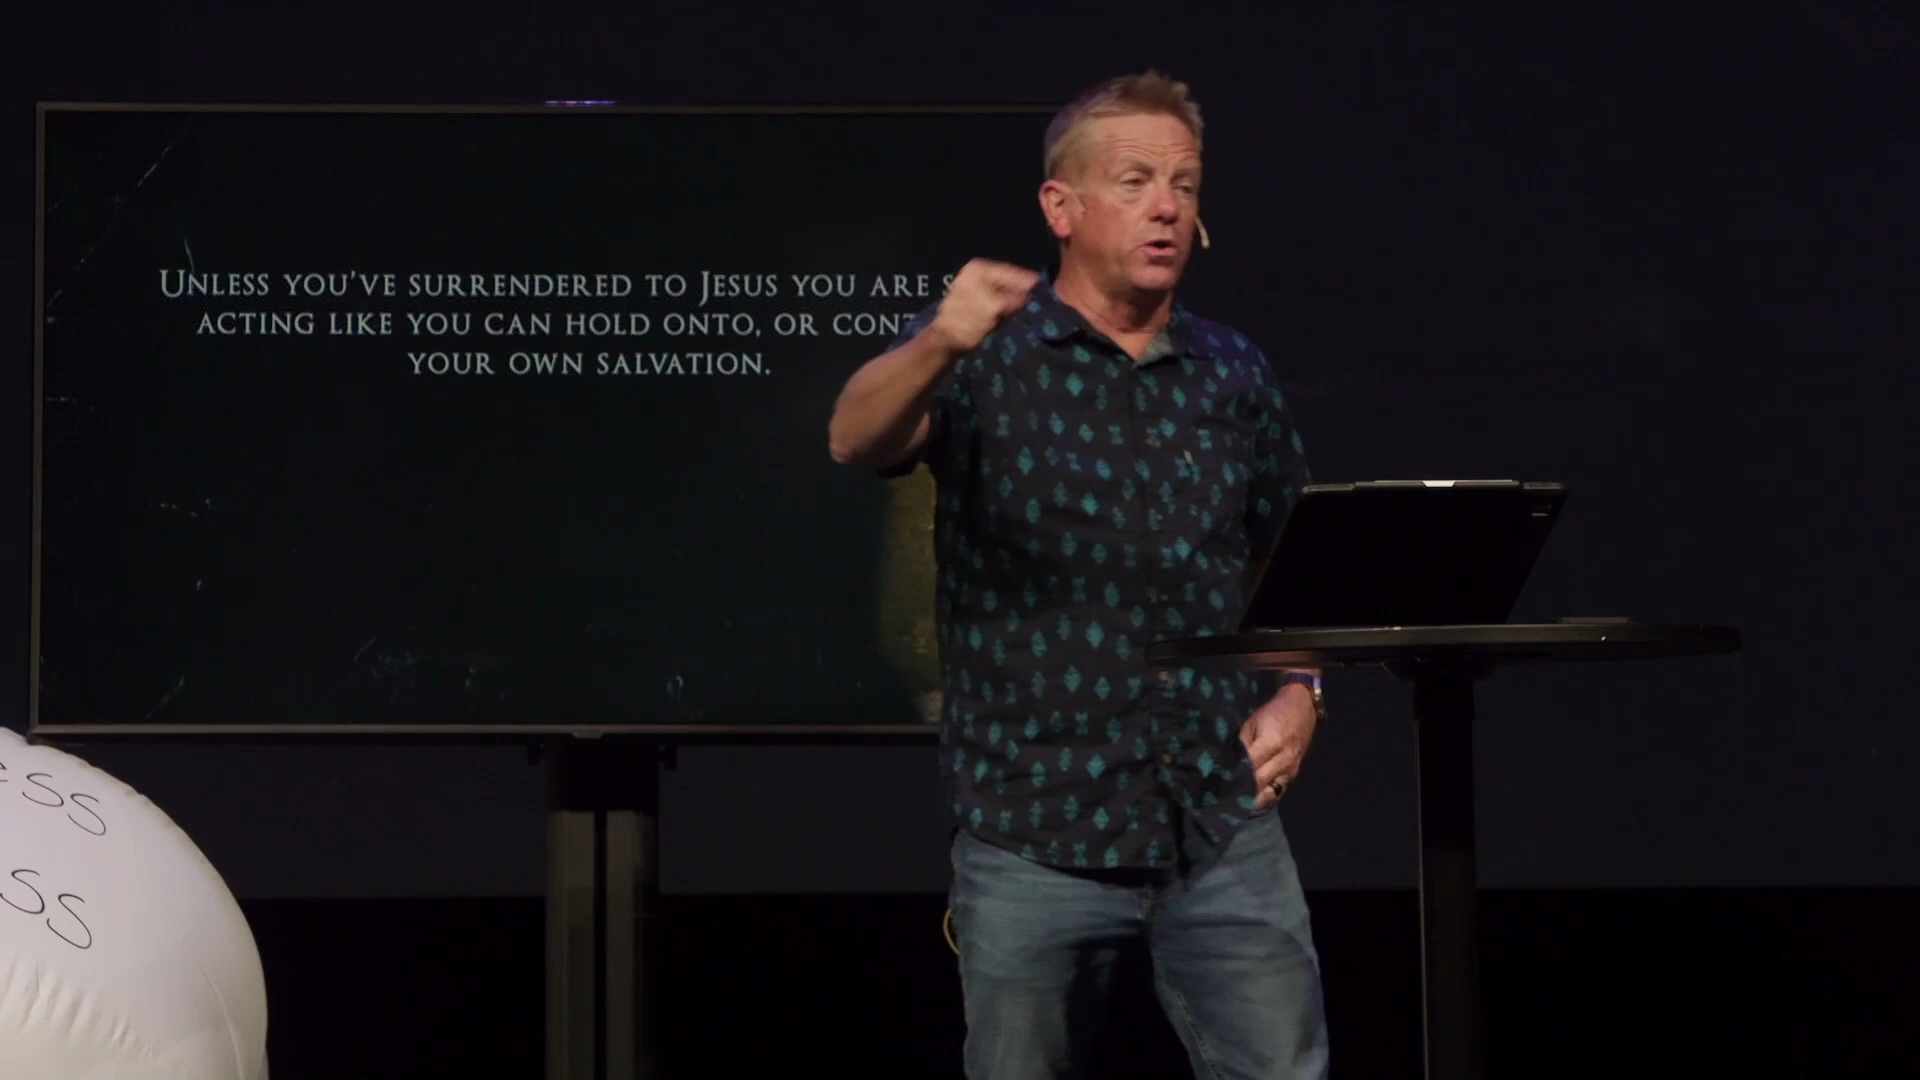 Unless you've surrendered to Jesus you are
acting like you can hold onto, or
your own salvation.